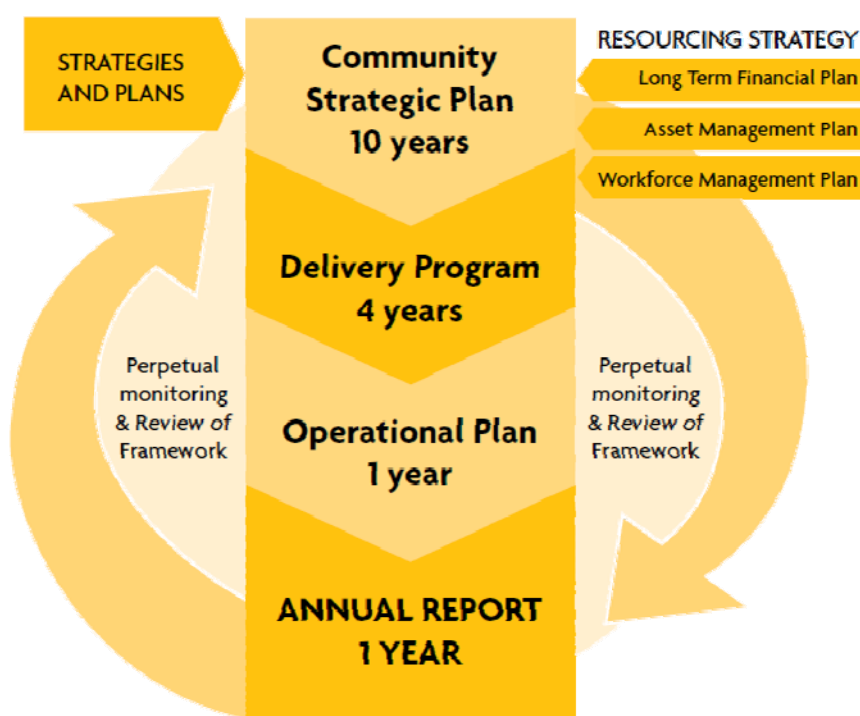 STRATEGIES
AND PLANS
Community
Strategic Plan
10 years
RESOURCING STRATEGY
Long Term Financial Plan
Asset Management Plan
Workforce Management Plan
Delivery Program
4 years
Perpetual
monitoring
& Review of
Framework
Operational Plan
1 year
Perpetual
monitoring
& Review of
Framework
ANNUAL REPORT
1 YEAR